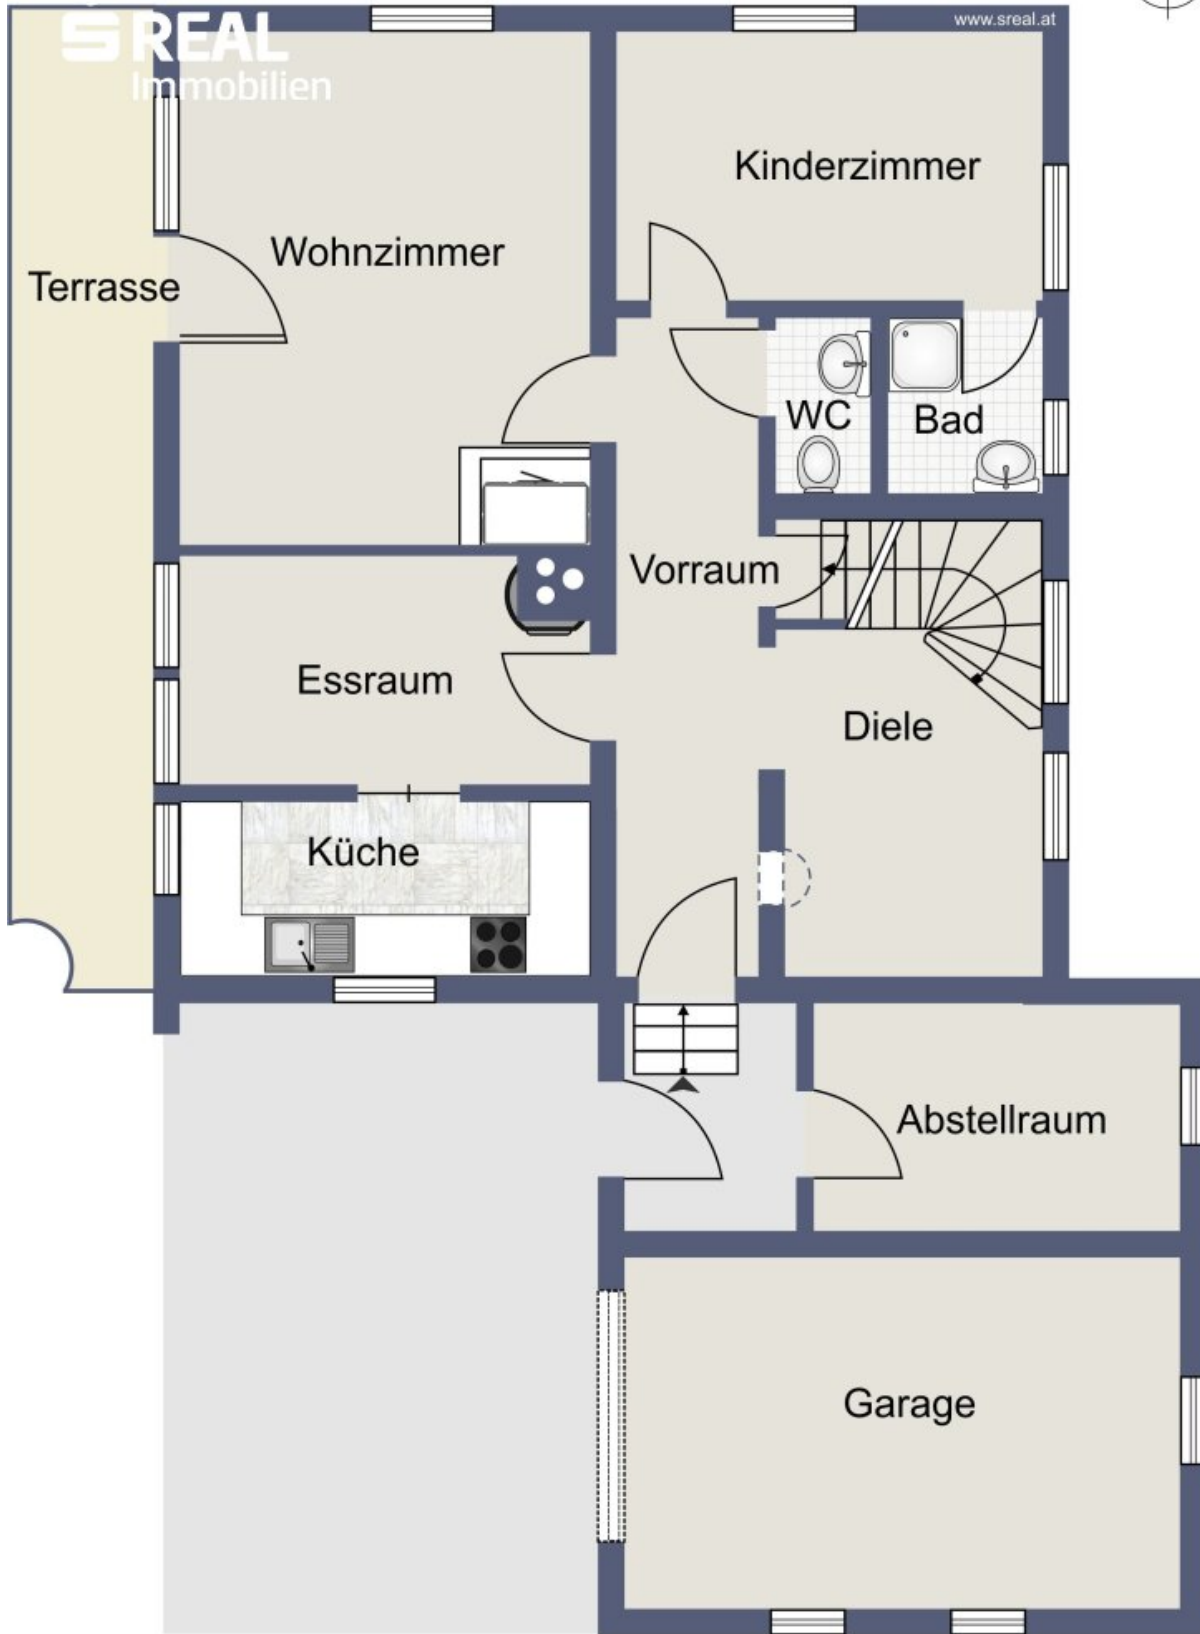 S REAL
Immobilien
www.sreal.at
Kinderzimmer
Wohnzimmer
Terrasse
WC
Bad
Vorraum
Essraum
Diele
Küche
Abstellraum
Garage